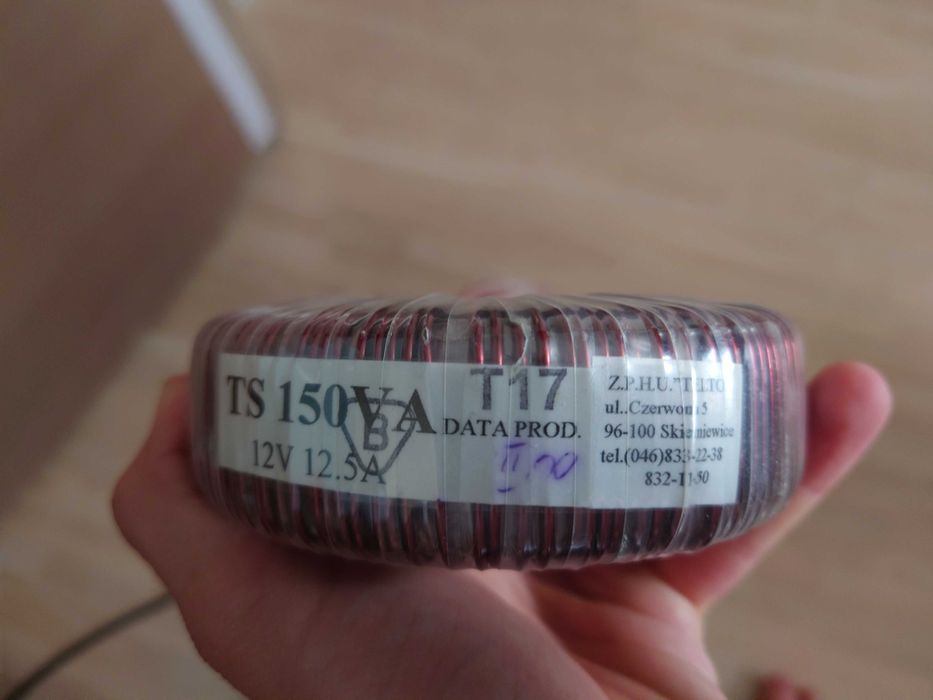 TS 150VA
B
12V 12.5A
T17
DATA PROD.
Z.P.H.U."TELTO
ul..Czerwona 5
96-100 Skierniewice
tel.(046)833-22-38
832-11-50